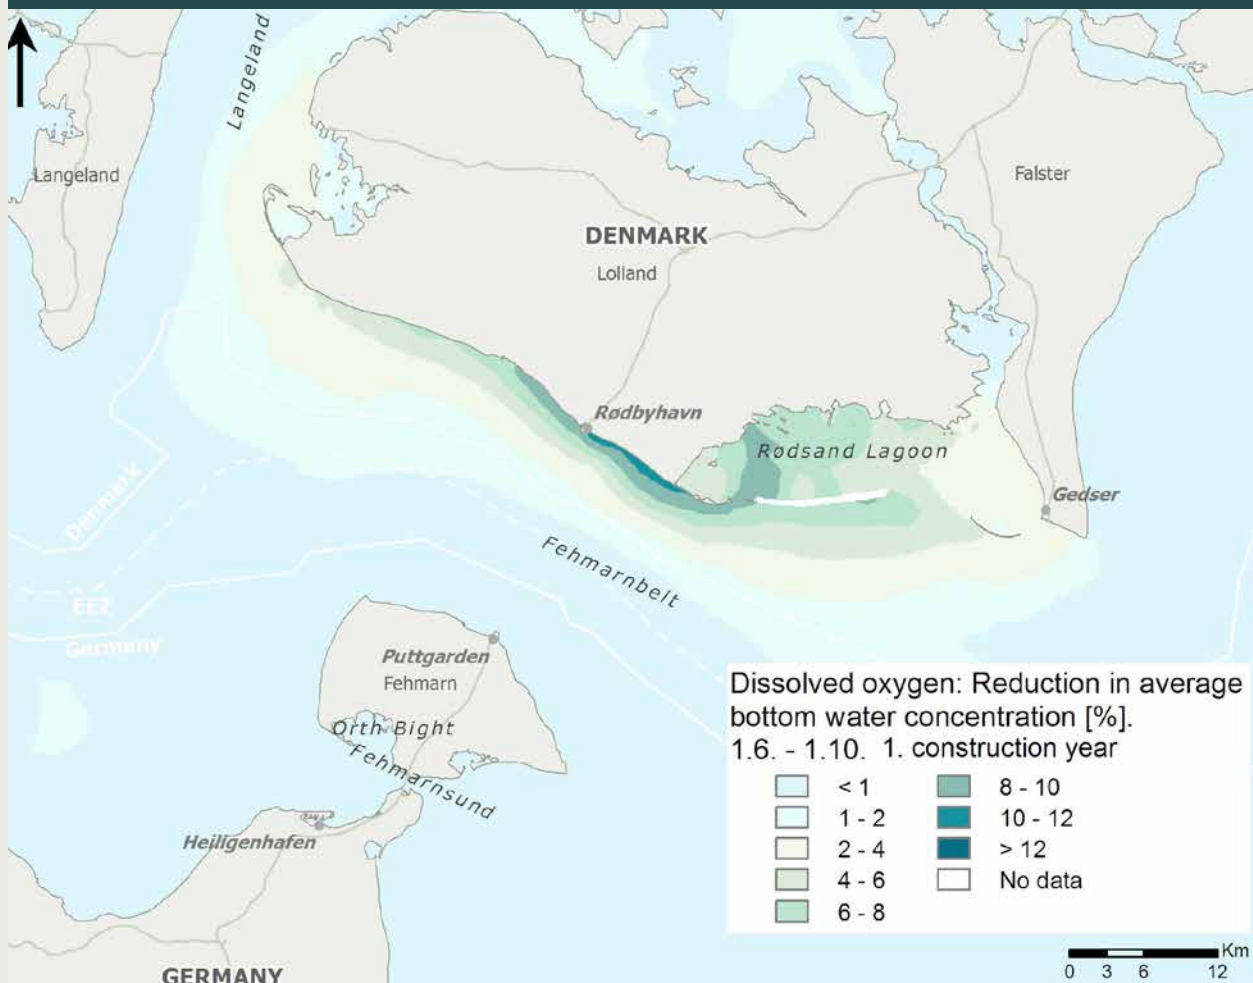 Langeland
Langeland
Falster
DENMARK
Lolland
Rødbyhavn
Rødsand Lagoon
Gedser
Denmark
Fehmarnbelt
EEZ
Germany
Puttgarden
Fehmarn
Orth Bight
Fehmarnsund
Heiligenhafen
GERMANY
Dissolved oxygen: Reduction in average
bottom water concentration [%].
1.6. - 1.10. 1. construction year
< 1
1 - 2
2 - 4
4 - 6
6 - 8
8 - 10
10 - 12
> 12
No data
Km
0 3 6 12